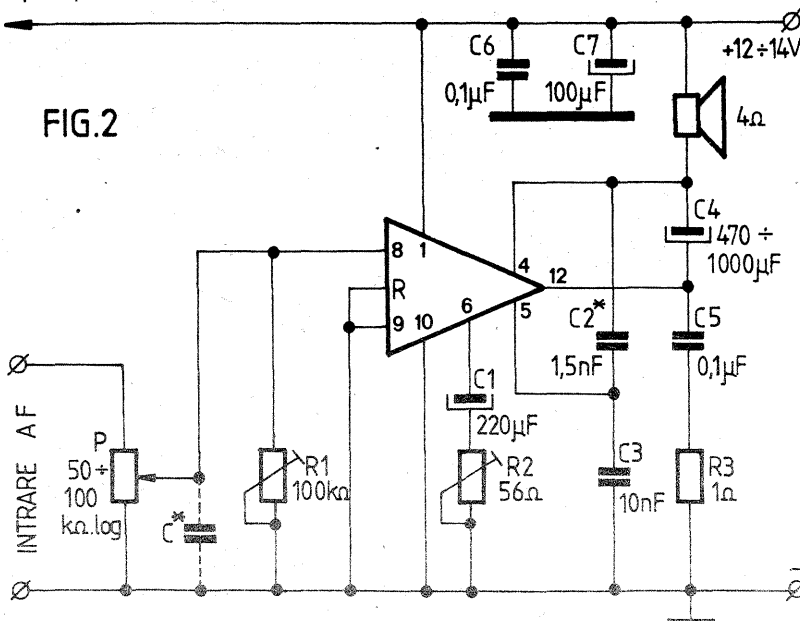 FIG.2
C6
0,1µF
C7
100µF
+12÷14V
4Ω
C4
470÷
1000µF
8
1
4
12
R
9
10
6
5
C2*
1,5nF
C5
0,1µF
C1
220µF
INTRARE AF
P
50÷
100
kΩ.log
C*
R1
100kΩ
R2
56Ω
C3
10nF
R3
1Ω
-